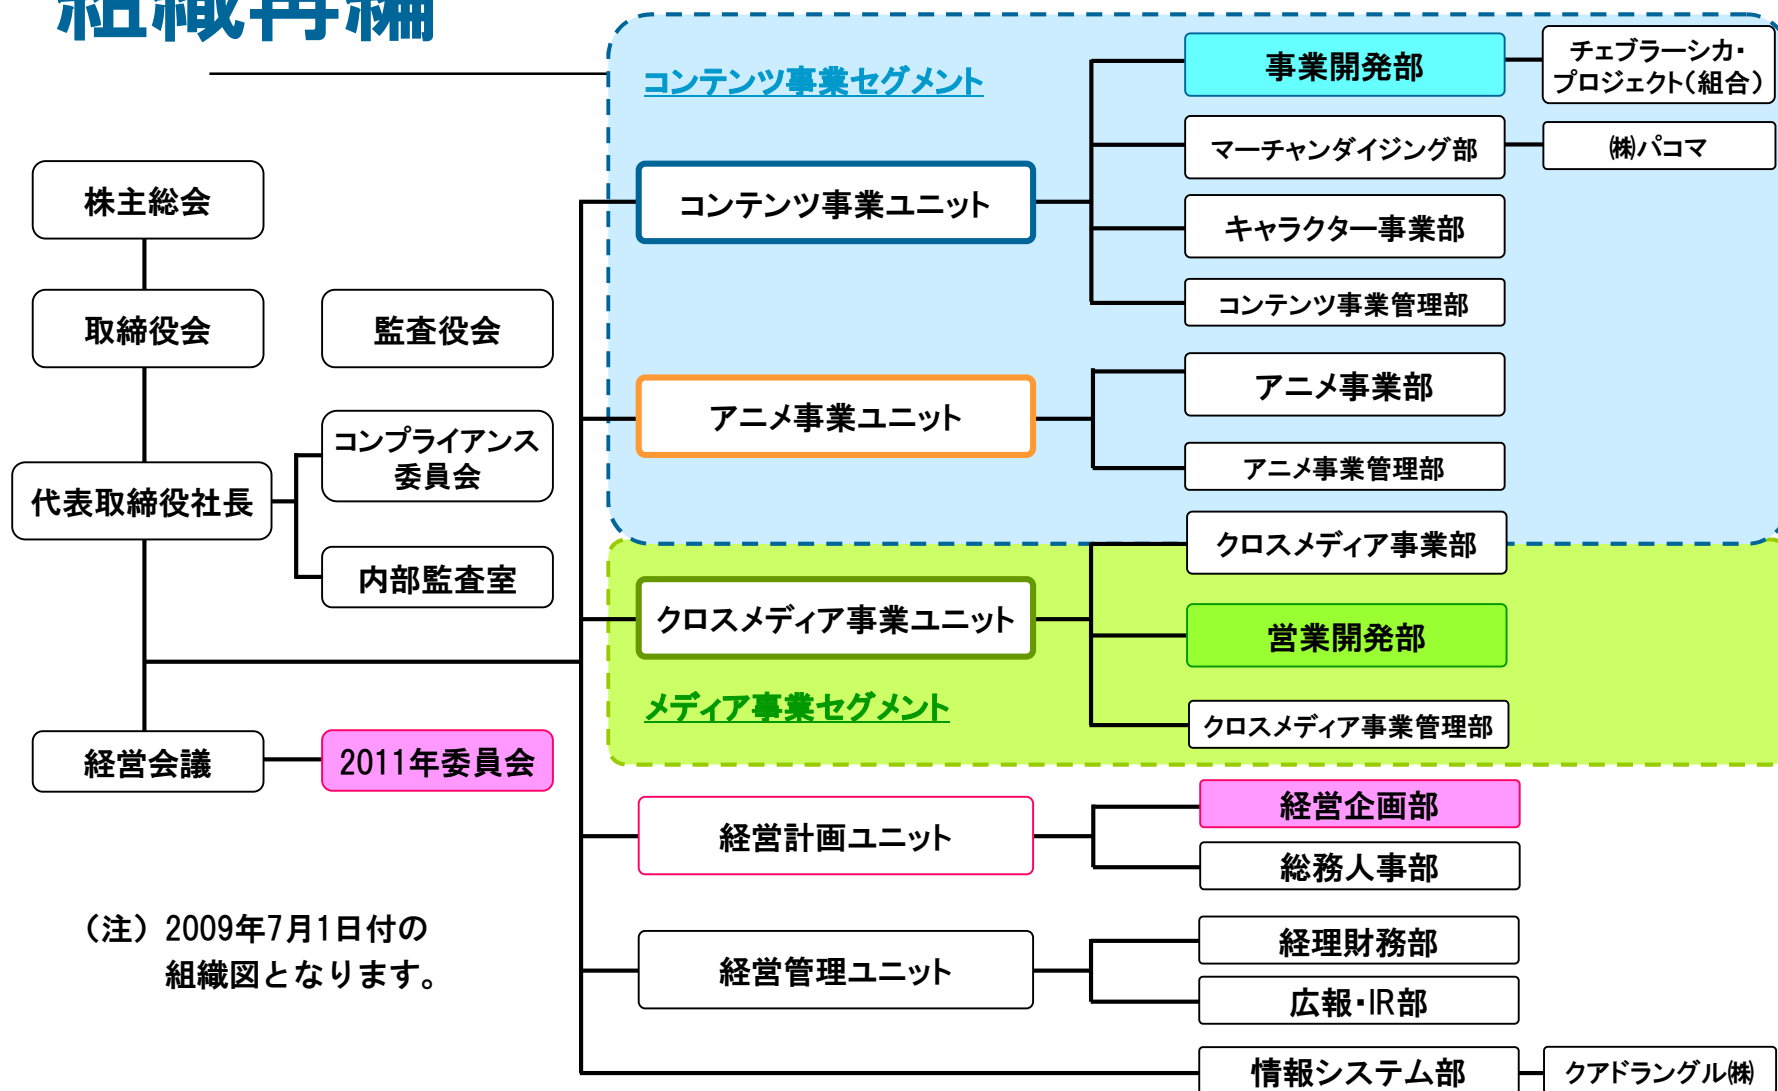 組織再編
コンテンツ事業セグメント
事業開発部
チェブラーシカ・
プロジェクト(組合)
マーチャンダイジング部
㈱パコマ
株主総会
コンテンツ事業ユニット
キャラクター事業部
コンテンツ事業管理部
取締役会
監査役会
アニメ事業ユニット
アニメ事業部
アニメ事業管理部
コンプライアンス
委員会
代表取締役社長
内部監査室
クロスメディア事業部
クロスメディア事業ユニット
営業開発部
メディア事業セグメント
クロスメディア事業管理部
経営会議
2011年委員会
経営計画ユニット
経営企画部
総務人事部
(注)2009年7月1日付の
組織図となります。
経営管理ユニット
経理財務部
広報・IR部
情報システム部
クアドラングル㈱